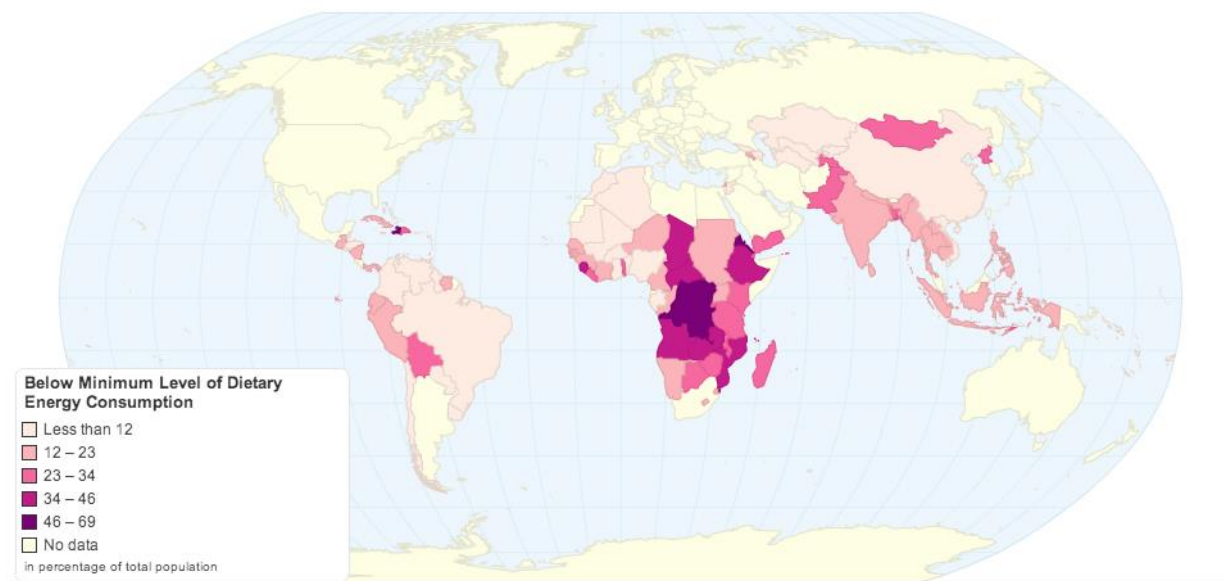 Below Minimum Level of Dietary
Energy Consumption
Less than 12
12 – 23
23 – 34
34 – 46
46 – 69
No data
in percentage of total population